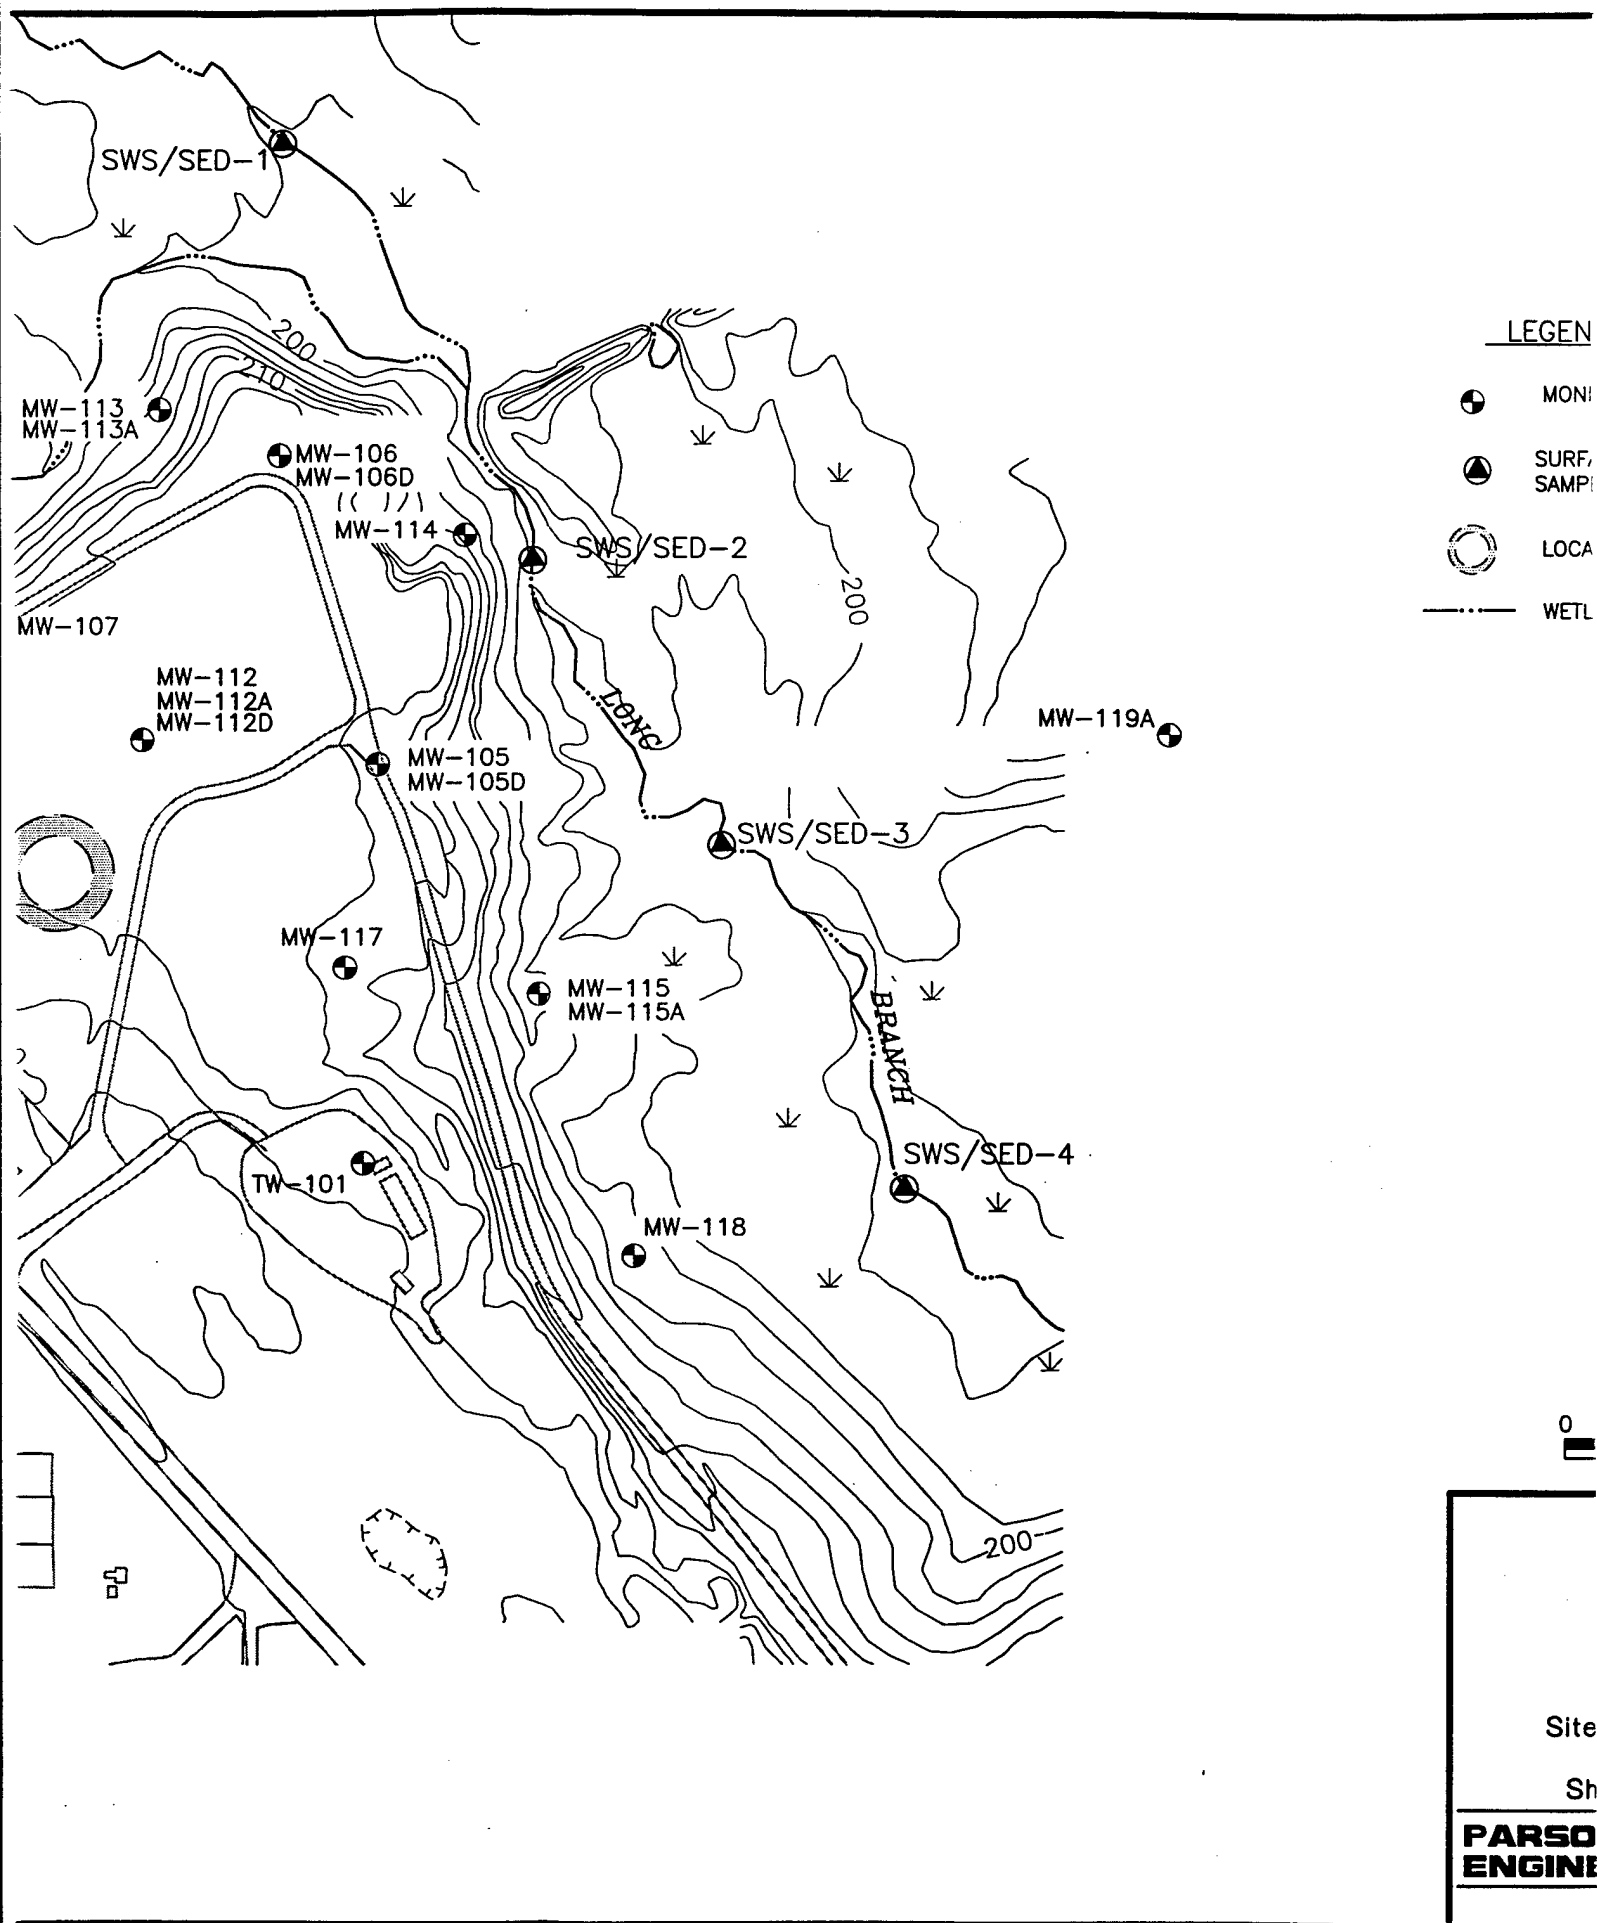 SWS/SED-1
200
210
MW-113
MW-113A
MW-106
MW-106D
MW-114
SWS/SED-2
MW-107
200
MW-112
MW-112A
MW-112D
MW-105
MW-105D
LONG
MW-119A
SWS/SED-3
MW-117
MW-115
MW-115A
BRANCH
SWS/SED-4
TW-101
MW-118
200
LEGEN
MONI
SURF
SAMP
LOCA
WETL
0
Site
Sh
PARSO
ENGINE